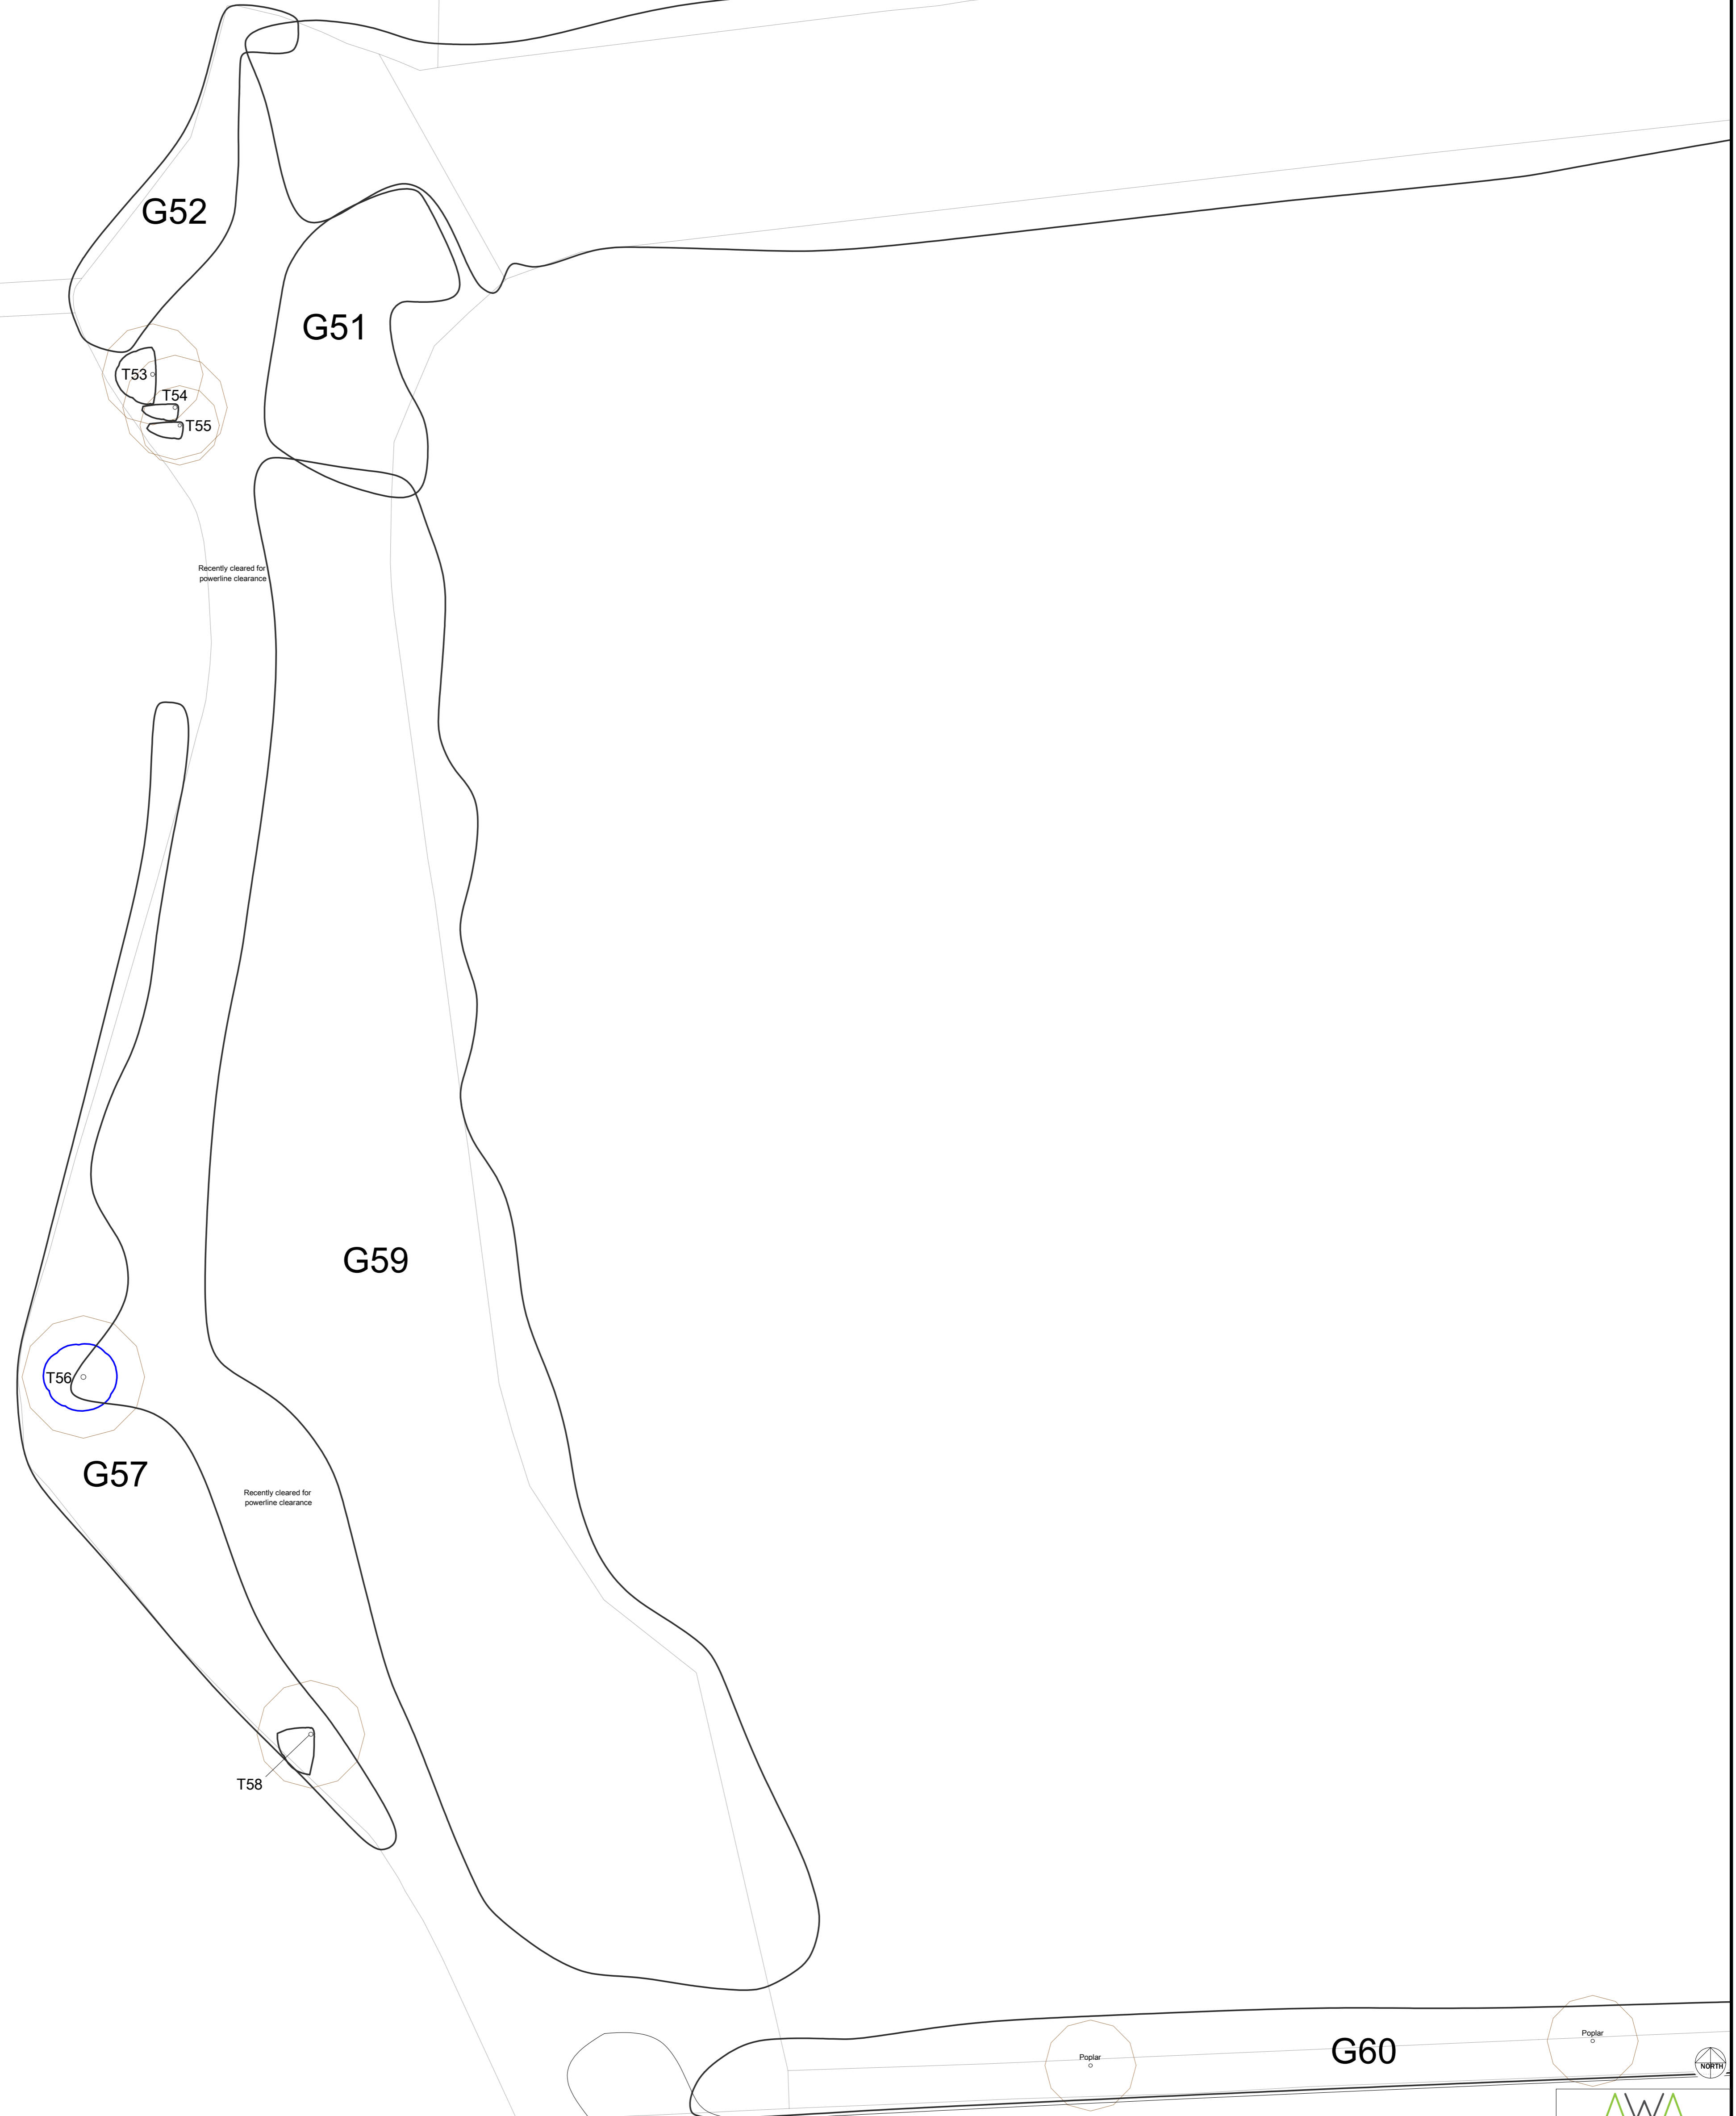 G52
G51
T53
T54
T55
Recently cleared for
powerline clearance
G59
T56
G57
Recently cleared for
powerline clearance
T58
Poplar
G60
Poplar
NORTH